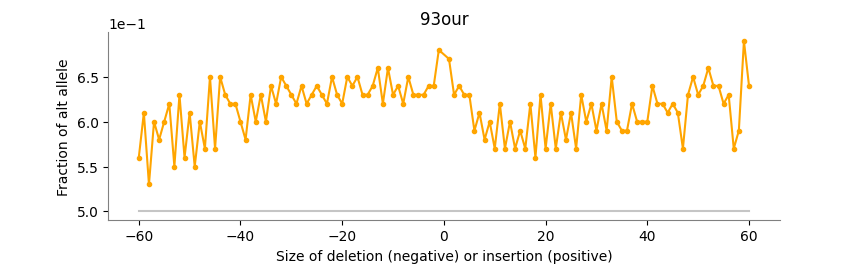 93our
1e−1
6.5
6.0
5.5
5.0
Fraction of alt allele
−60 −40 −20 0 20 40 60
Size of deletion (negative) or insertion (positive)